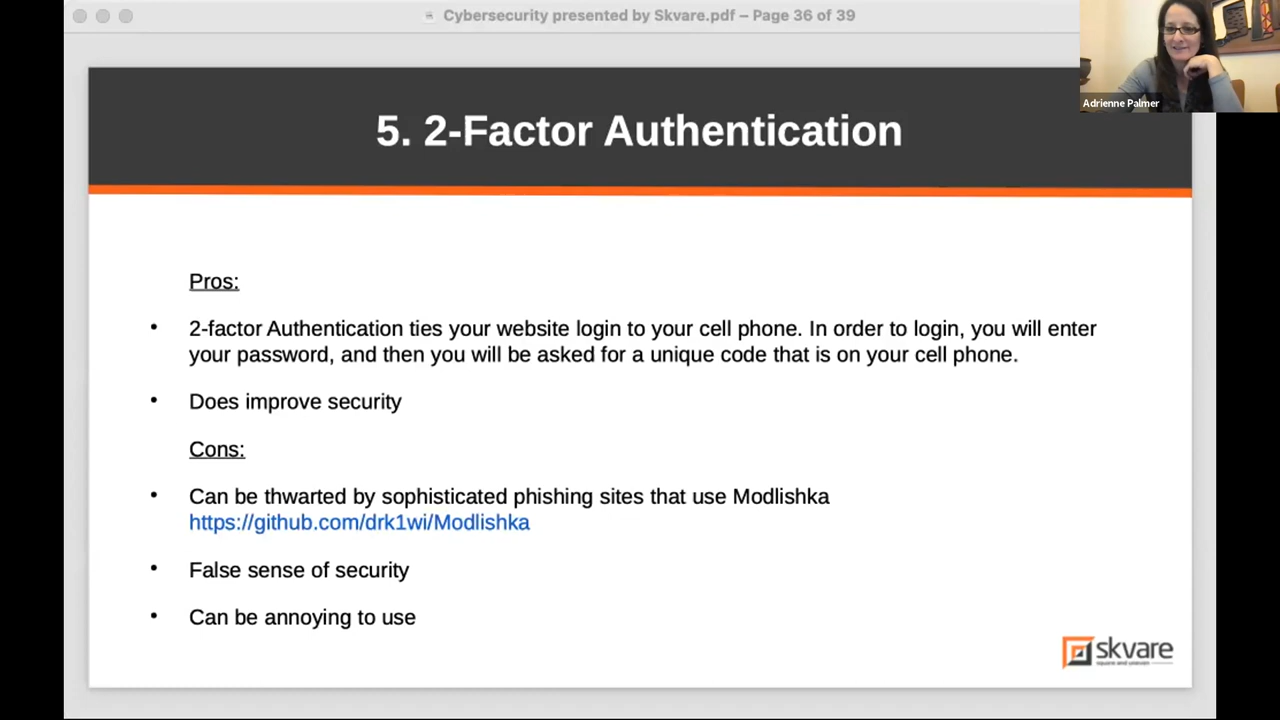 Cybersecurity presented by Skvare.pdf – Page 36 of 39
Adrienne Palmer
5. 2-Factor Authentication
Pros:
• 2-factor Authentication ties your website login to your cell phone. In order to login, you will enter
your password, and then you will be asked for a unique code that is on your cell phone.
• Does improve security
Cons:
• Can be thwarted by sophisticated phishing sites that use Modlishka
https://github.com/drk1wi/Modlishka
• False sense of security
• Can be annoying to use
skvare
square and uneven